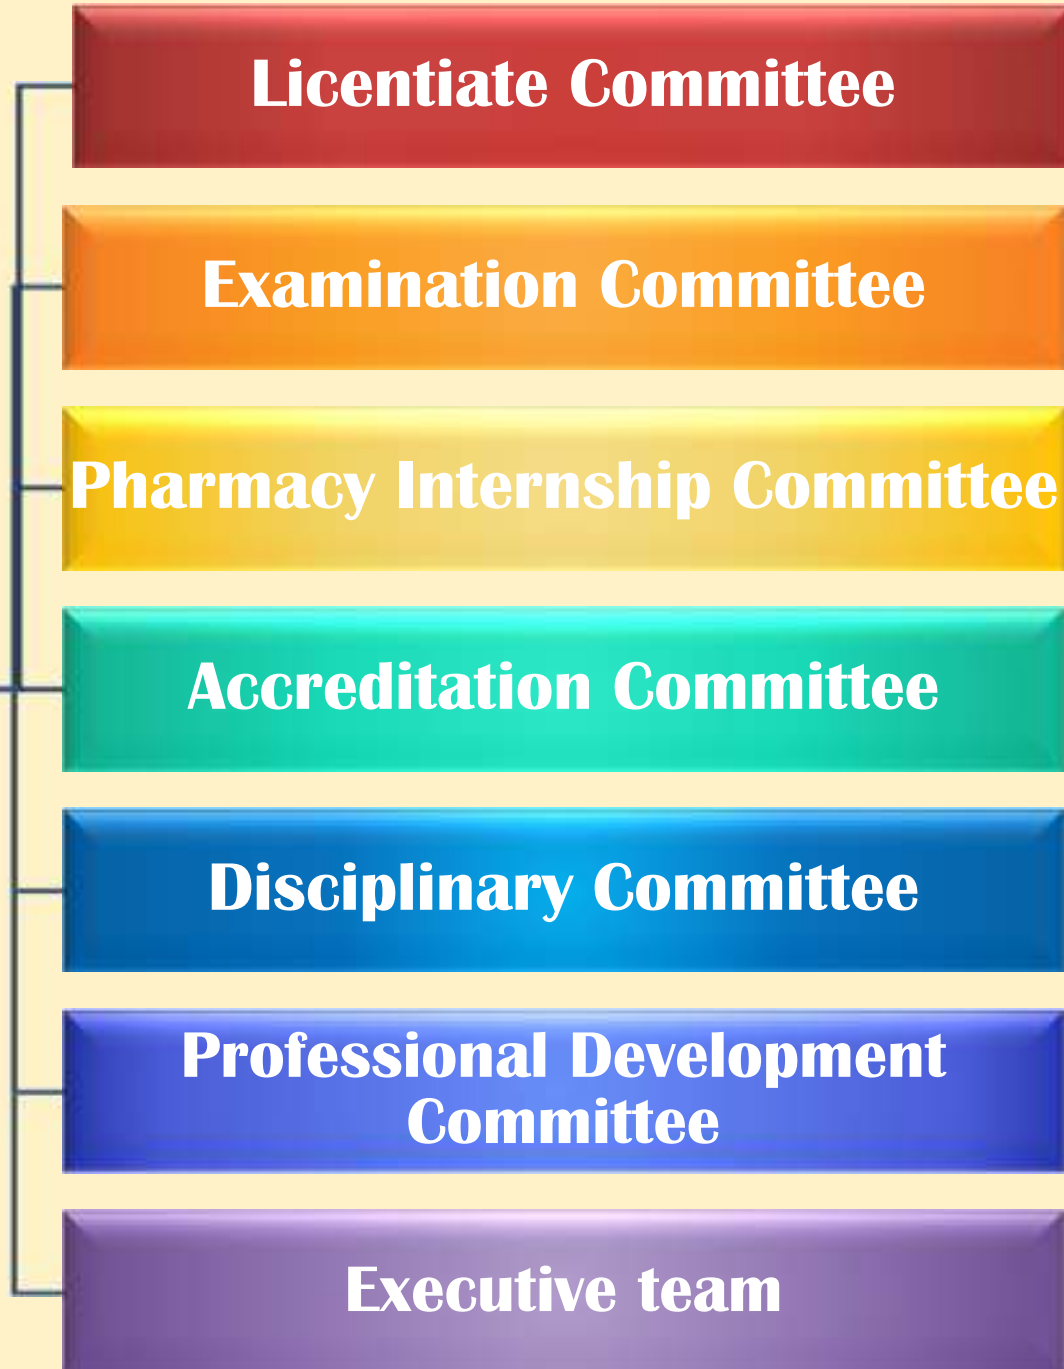 Licentiate Committee
Examination Committee
Pharmacy Internship Committee
Accreditation Committee
Disciplinary Committee
Professional Development
Committee
Executive team